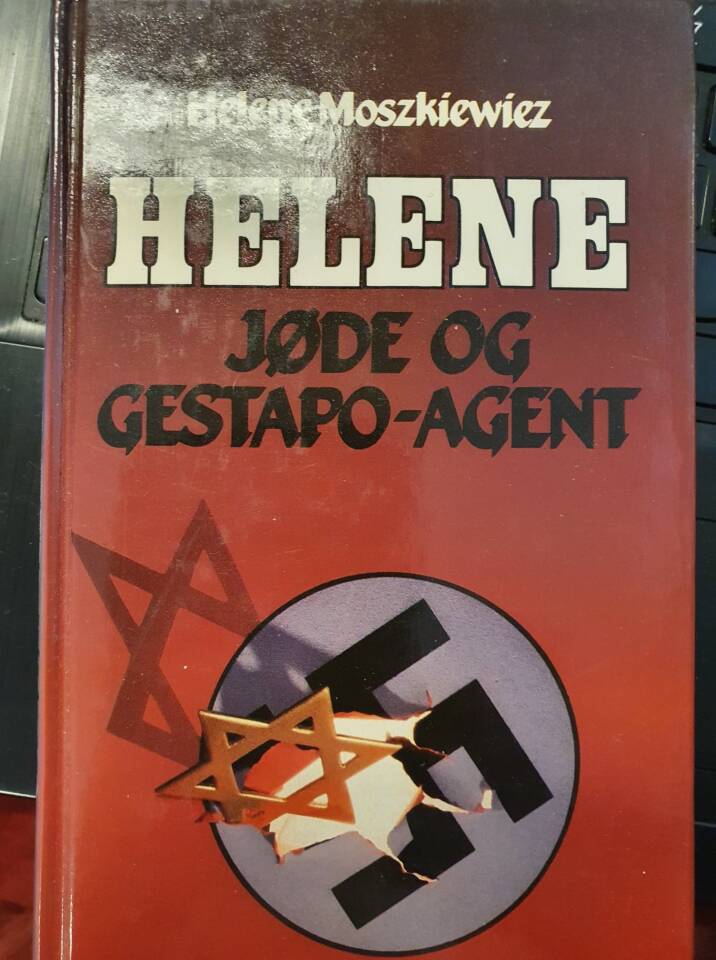 Helene Moszkiewiez
HELENE
JØDE OG
GESTAPO-AGENT